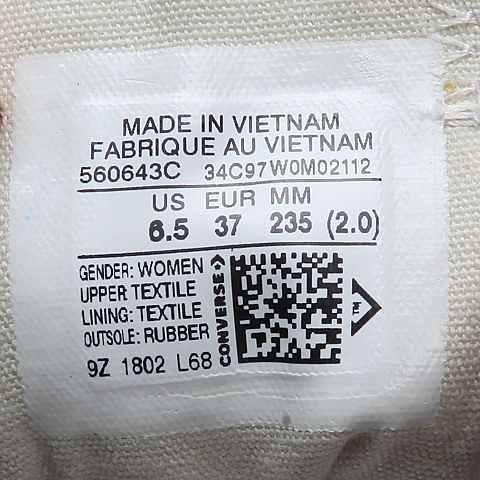 MADE IN VIETNAM
FABRIQUE AU VIETNAM
560643C 34C97W0M02112
US EUR MM
6.5 37 235 (2.0)
GENDER: WOMEN
UPPER TEXTILE
LINING: TEXTILE
OUTSOLE: RUBBER
9Z 1802 L68
CONVERSE